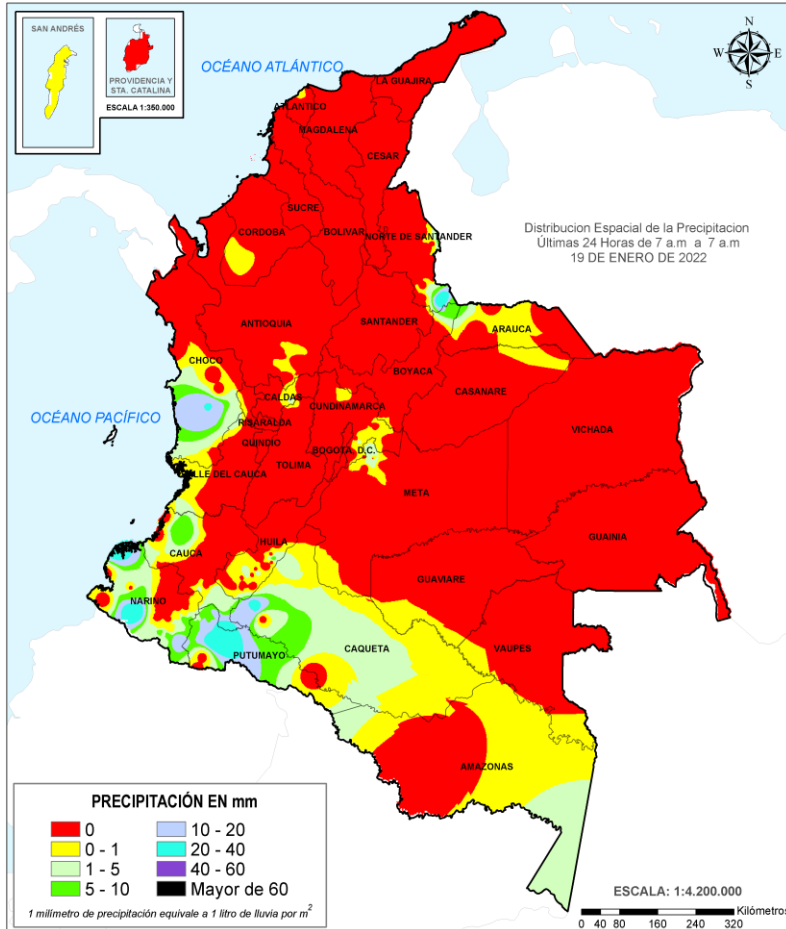 SAN ANDRÉS
PROVIDENCIA Y
STA. CATALINA
ESCALA 1:350.000
OCÉANO ATLÁNTICO
N
W
E
S
LA GUAJIRA
ATLANTICO
MAGDALENA
CESAR
SUCRE
CORDOBA
BOLIVAR
NORTE DE SANTANDER
Distribucion Espacial de la Precipitacion
Últimas 24 Horas de 7 a.m a 7 a.m
19 DE ENERO DE 2022
ANTIOQUIA
SANTANDER
ARAUCA
CHOCO
BOYACA
CALDAS
CASANARE
CUNDINAMARCA
OCÉANO PACÍFICO
RISARALDA
VICHADA
QUINDIO
BOGOTA D.C.
TOLIMA
VALLE DEL CAUCA
META
HUILA
GUAINIA
CAUCA
GUAVIARE
NARIÑO
VAUPES
PUTUMAYO
CAQUETA
AMAZONAS
PRECIPITACIÓN EN mm
0
10 - 20
0 - 1
20 - 40
1 - 5
40 - 60
5 - 10
Mayor de 60
1 milímetro de precipitación equivale a 1 litro de lluvia por m²
ESCALA: 1:4.200.000
Kilómetros
0 40 80 160 240 320